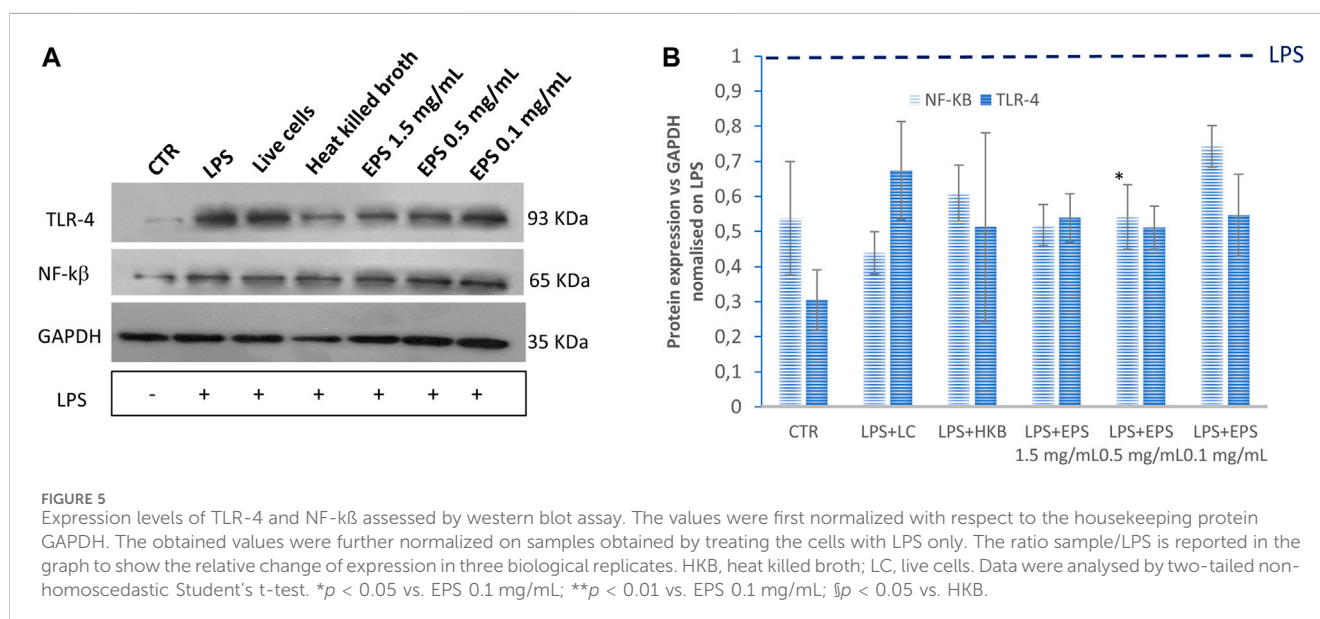 A
CTR
LPS
Live cells
Heat killed broth
EPS 1.5 mg/mL
EPS 0.5 mg/mL
EPS 0.1 mg/mL
TLR-4
93 KDa
NF-kβ
65 KDa
GAPDH
35 KDa
LPS
- + + + + + +
B
Protein expression vs GAPDH
nomalised on LPS
1
0,9
0,8
0,7
0,6
0,5
0,4
0,3
0,2
0,1
0
LPS
NF-KB TLR-4
*
CTR LPS+LC LPS+HKB LPS+EPS LPS+EPS LPS+EPS
1.5 mg/mL 0.5 mg/mL 0.1 mg/mL
FIGURE 5
Expression levels of TLR-4 and NF-kß assessed by western blot assay. The values were first normalized with respect to the housekeeping protein
GAPDH. The obtained values were further normalized on samples obtained by treating the cells with LPS only. The ratio sample/LPS is reported in the
graph to show the relative change of expression in three biological replicates. HKB, heat killed broth; LC, live cells. Data were analysed by two-tailed non-
homoscedastic Student's t-test. *p < 0.05 vs. EPS 0.1 mg/mL; **p < 0.01 vs. EPS 0.1 mg/mL; §p < 0.05 vs. HKB.